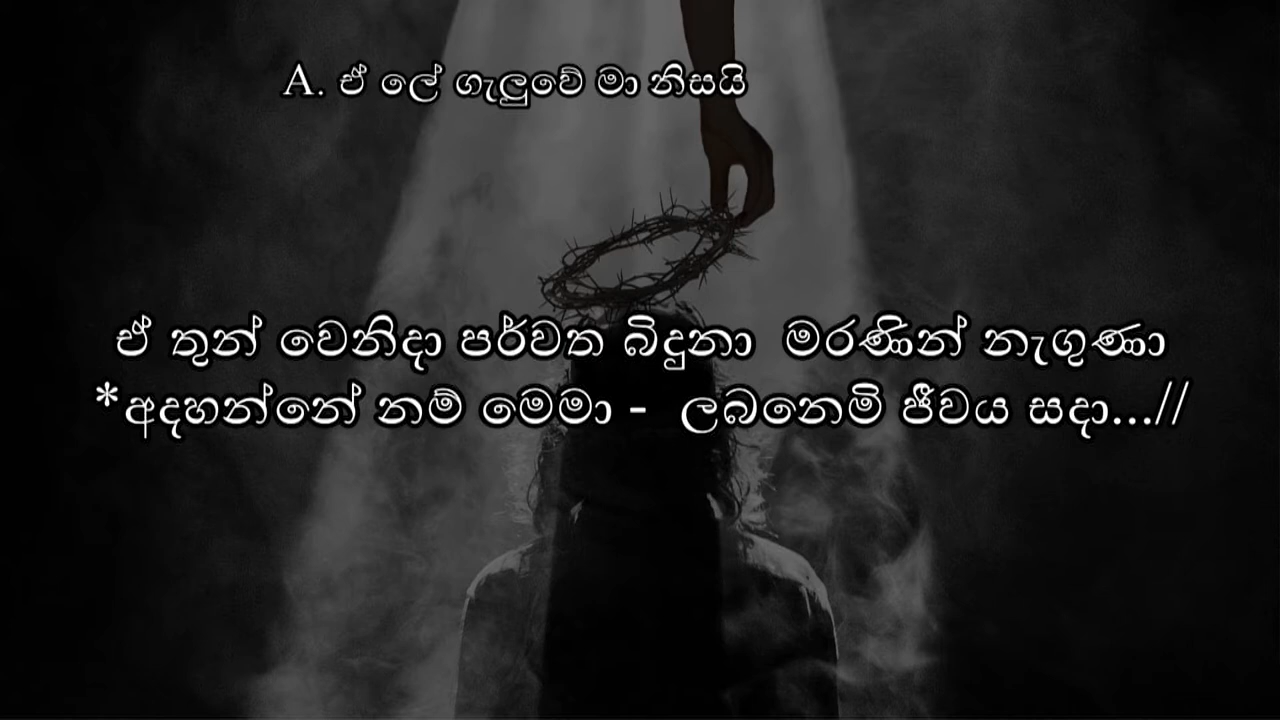 A. ඒ ලේ ගැලුවේ මා නිසයි
ඒ තුන් වෙනිදා පර්වත බිදුනා මරණින් නැගුණා
*අදහන්නේ නම් මෙමා - ලබනෙමි ජීවය සදා...//